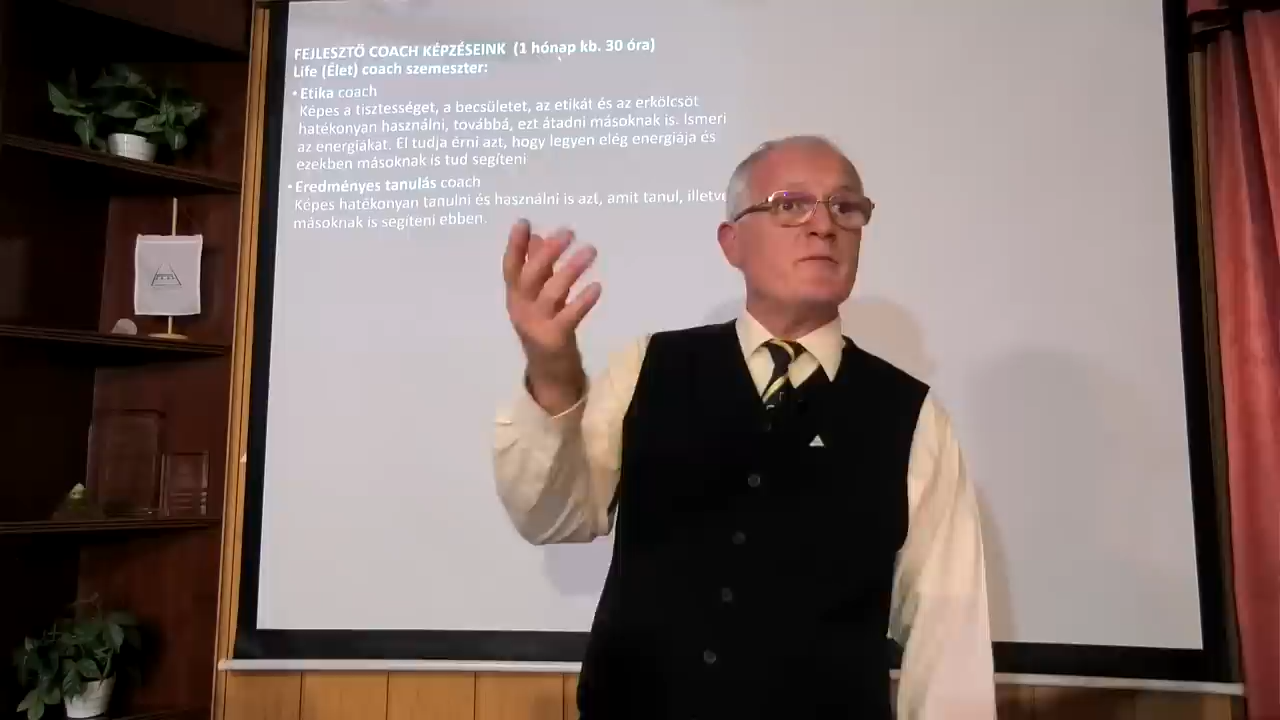 FEJLESZTŐ COACH KÉPZÉSEINK (1 hónap kb. 30 óra)
Life (Élet) coach szemeszter:
• Etika coach
Képes a tisztességet, a becsületet, az etikát és az erkölcsöt
hatékonyan használni, továbbá, ezt átadni másoknak is. Ismeri
az energiákat. El tudja érni azt, hogy legyen elég energiája és
ezekben másoknak is tud segíteni
• Eredményes tanulás coach
Képes hatékonyan tanulni és használni is azt, amit tanul,
másoknak is segíteni ebben.